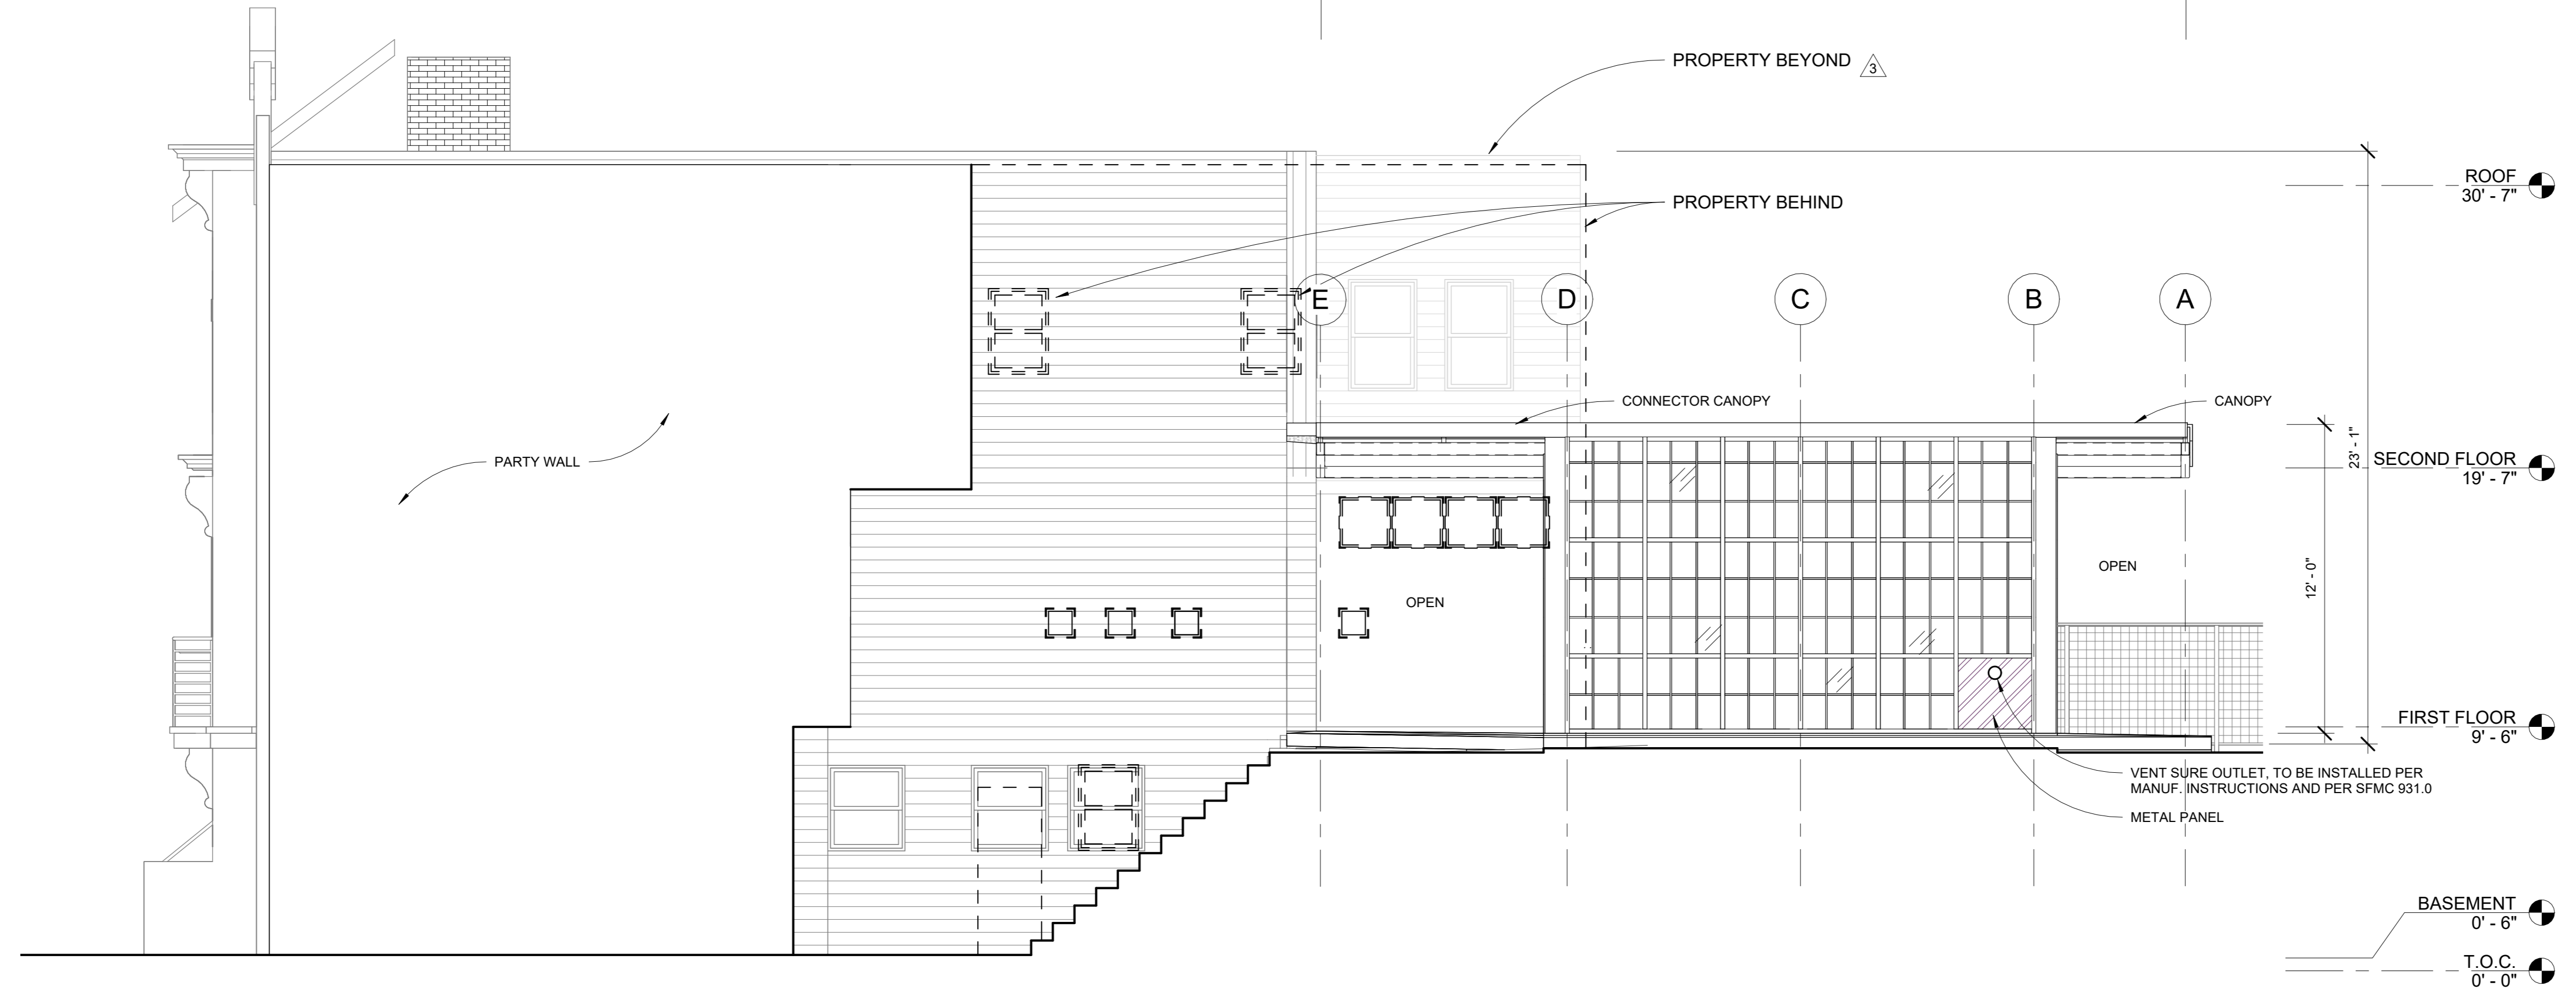 PROPERTY BEYOND
3
ROOF
30' - 7"
PROPERTY BEHIND
E
D
C
B
A
CONNECTOR CANOPY
CANOPY
PARTY WALL
23' - 1"
SECOND FLOOR
19' - 7"
OPEN
12' - 0"
OPEN
FIRST FLOOR
9' - 6"
VENT SURE OUTLET, TO BE INSTALLED PER
MANUF. INSTRUCTIONS AND PER SFMC 931.0
METAL PANEL
BASEMENT
0' - 6"
T.O.C.
0' - 0"